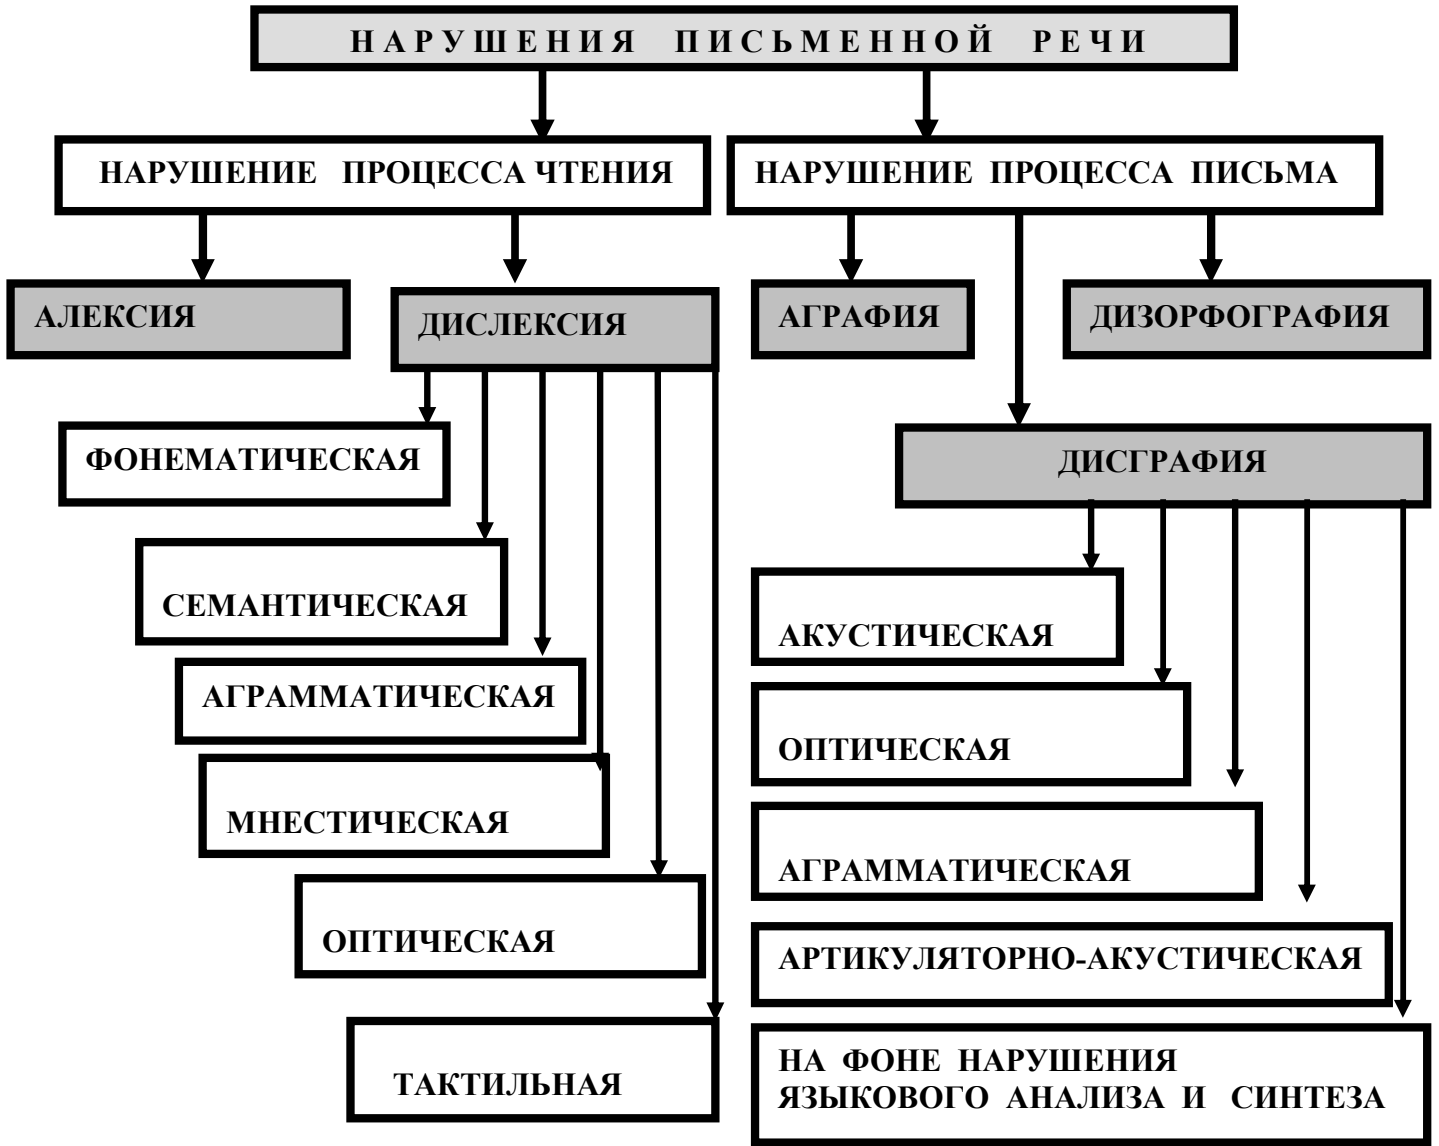 НАРУШЕНИЯ ПИСЬМЕННОЙ РЕЧИ
НАРУШЕНИЕ ПРОЦЕССА ЧТЕНИЯ
НАРУШЕНИЕ ПРОЦЕССА ПИСЬМА
АЛЕКСИЯ
ДИСЛЕКСИЯ
АГРАФИЯ
ДИЗОРФОГРАФИЯ
ФОНЕМАТИЧЕСКАЯ
СЕМАНТИЧЕСКАЯ
АГРАММАТИЧЕСКАЯ
МНЕСТИЧЕСКАЯ
ОПТИЧЕСКАЯ
ТАКТИЛЬНАЯ
ДИСГРАФИЯ
АКУСТИЧЕСКАЯ
ОПТИЧЕСКАЯ
АГРАММАТИЧЕСКАЯ
АРТИКУЛЯТОРНО-АКУСТИЧЕСКАЯ
НА ФОНЕ НАРУШЕНИЯ
ЯЗЫКОВОГО АНАЛИЗА И СИНТЕЗА